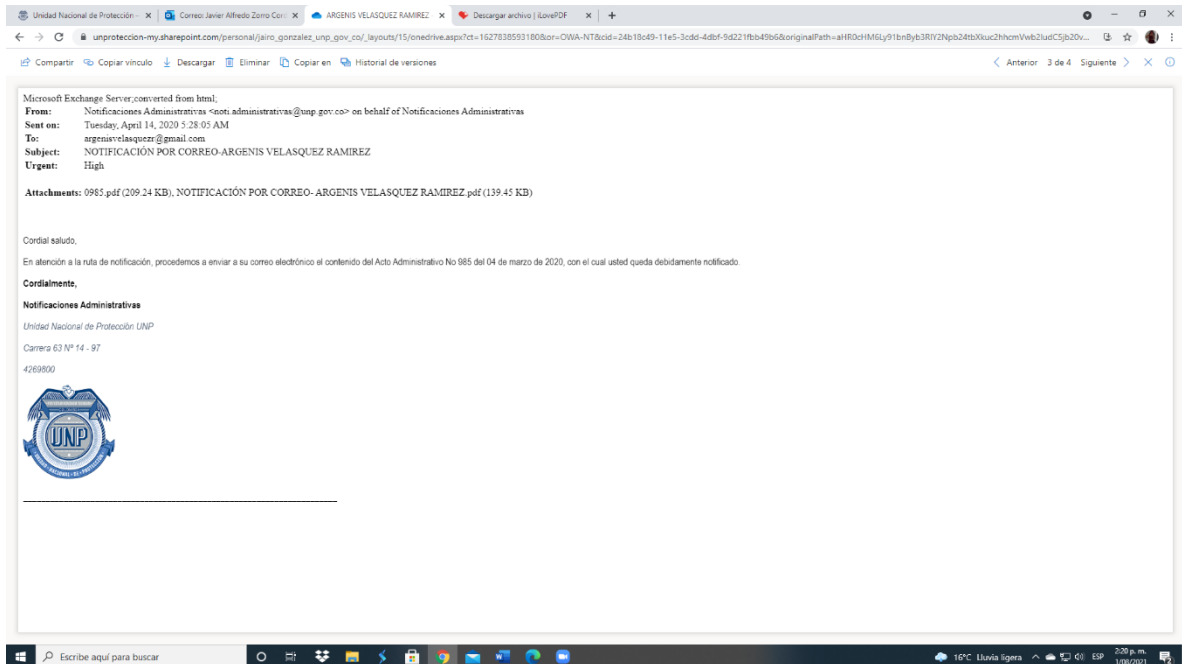 Unidad Nacional de Protección -
Correo: Javier Alfredo Zorro Cort
ARGENIS VELASQUEZ RAMIREZ
Descargar archivo | iLovePDF
Compartir Copiar vínculo Descargar Eliminar Copiar en Historial de versiones
Anterior 3 de 4 Siguiente
Microsoft Exchange Server;converted from html;
From: Notificaciones Administrativas <noti.administrativas@unp.gov.co> on behalf of Notificaciones Administrativas
Sent on: Tuesday, April 14, 2020 5:28:05 AM
To: argenisvelasquezr@gmail.com
Subject: NOTIFICACIÓN POR CORREO-ARGENIS VELASQUEZ RAMIREZ
Urgent: High
Attachments: 0985.pdf (209.24 KB), NOTIFICACIÓN POR CORREO- ARGENIS VELASQUEZ RAMIREZ.pdf (139.45 KB)
Cordial saludo,
En atención a la ruta de notificación, procedemos a enviar a su correo electrónico el contenido del Acto Administrativo No 985 del 04 de marzo de 2020, con el cual usted queda debidamente notificado.
Cordialmente,
Notificaciones Administrativas
Unidad Nacional de Protección UNP
Carrera 63 Nº 14 - 97
4269800
UNP
Escribe aquí para buscar
16°C Lluvia ligera
ESP
2:20 p. m.
1/08/2021